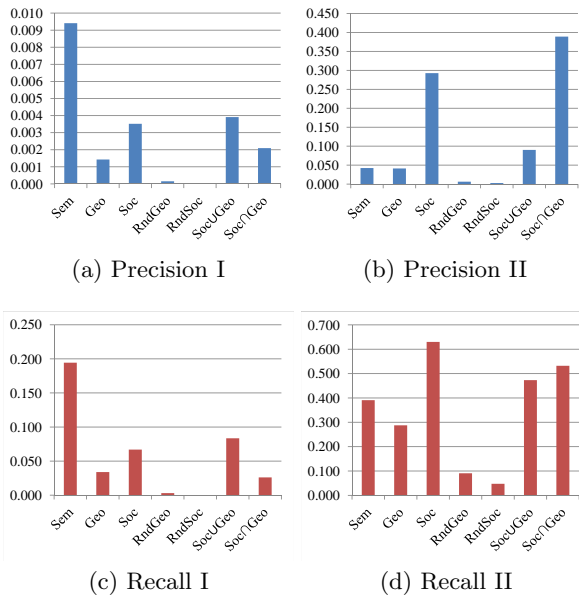 0.010
0.009
0.008
0.007
0.006
0.005
0.004
0.003
0.002
0.001
0.000
Sem
Geo
Soc
RndGeo
RndSoc
Soc∪Geo
Soc∩Geo
(a) Precision I
0.450
0.400
0.350
0.300
0.250
0.200
0.150
0.100
0.050
0.000
Sem
Geo
Soc
RndGeo
RndSoc
Soc∪Geo
Soc∩Geo
(b) Precision II
0.250
0.200
0.150
0.100
0.050
0.000
Sem
Geo
Soc
RndGeo
RndSoc
Soc∪Geo
Soc∩Geo
(c) Recall I
0.700
0.600
0.500
0.400
0.300
0.200
0.100
0.000
Sem
Geo
Soc
RndGeo
RndSoc
Soc∪Geo
Soc∩Geo
(d) Recall II